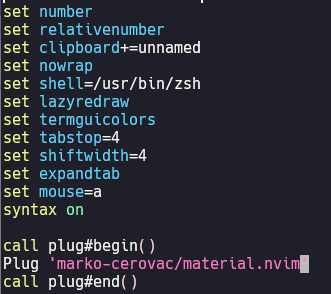 set number
set relativenumber
set clipboard+=unnamed
set nowrap
set shell=/usr/bin/zsh
set lazyredraw
set termguicolors
set tabstop=4
set shiftwidth=4
set expandtab
set mouse=a
syntax on
call plug#begin()
Plug 'marko-cerovac/material.nvim'
call plug#end()